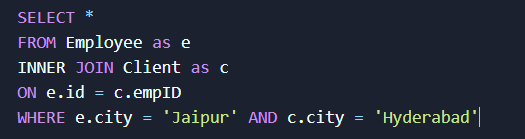 SELECT *
FROM Employee as e
INNER JOIN Client as c
ON e.id = c.empID
WHERE e.city = 'Jaipur' AND c.city = 'Hyderabad'